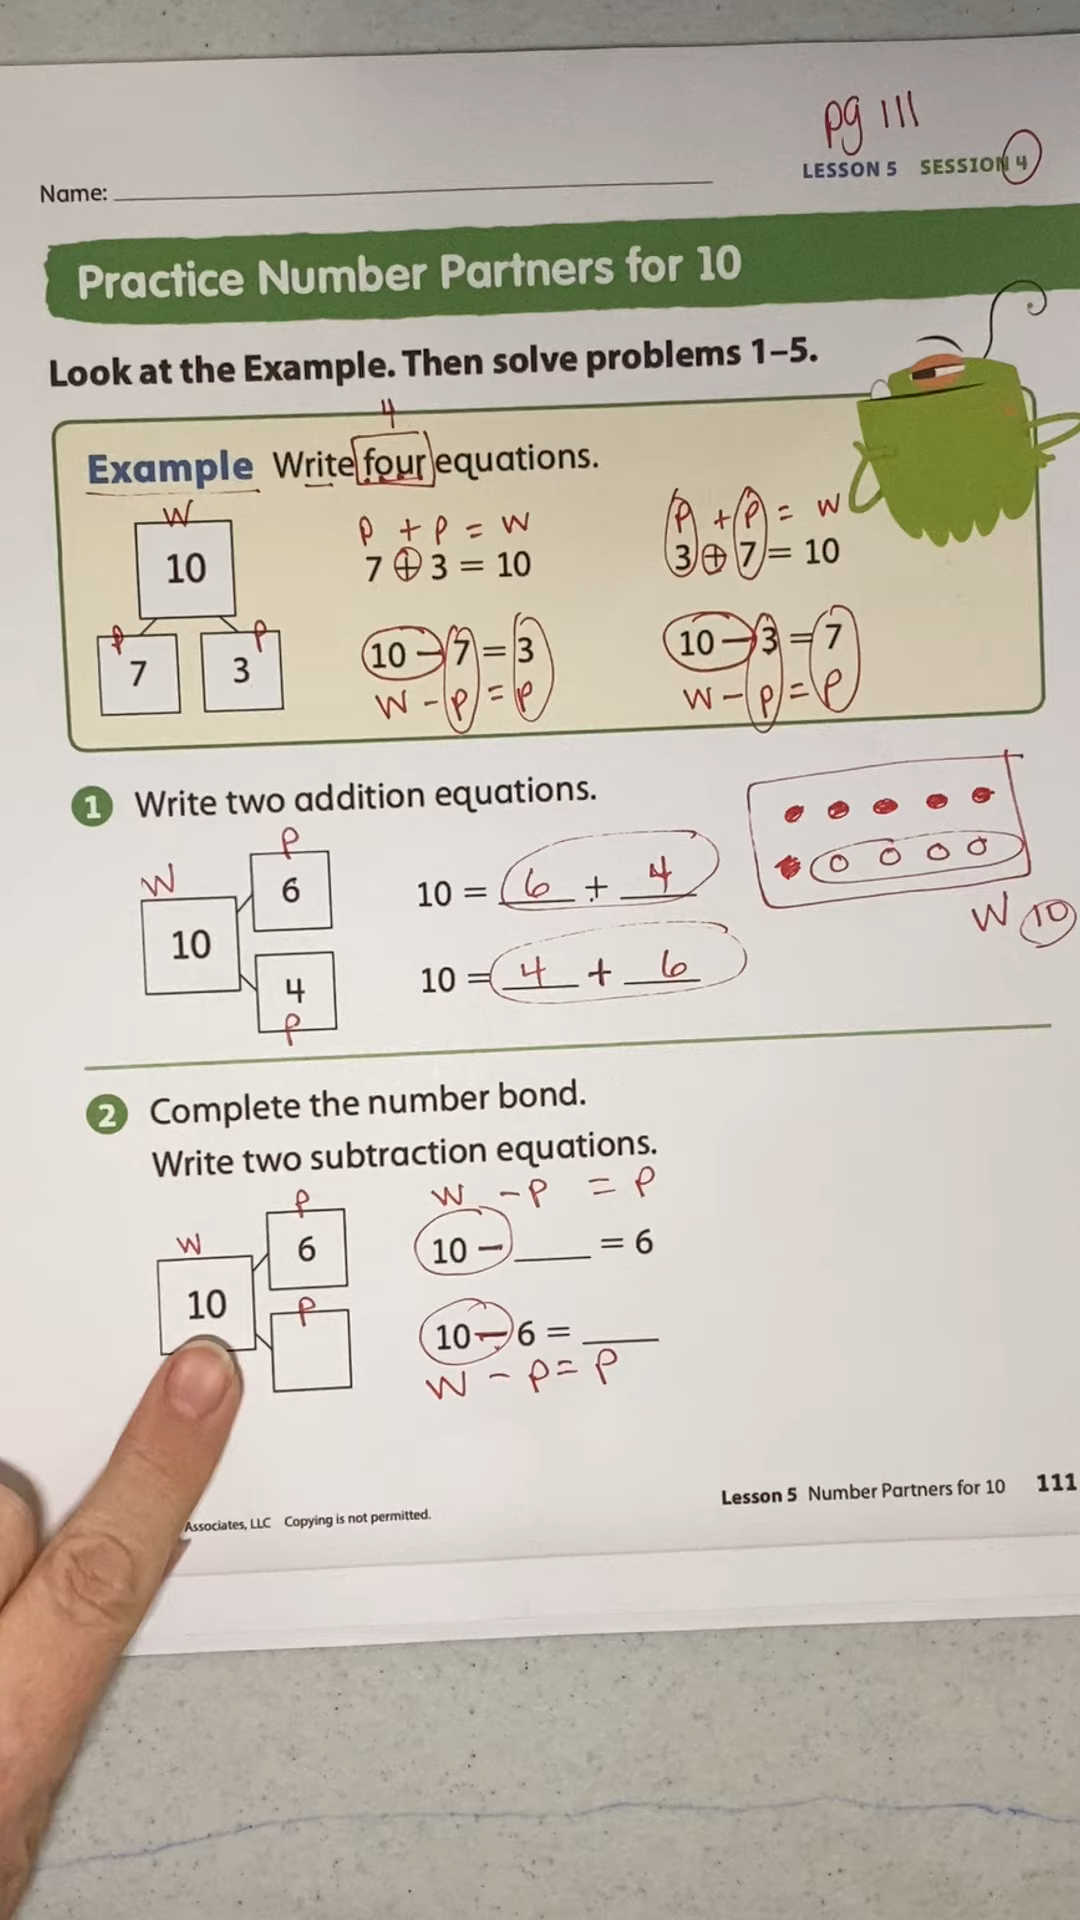 pg 111
LESSON 5 SESSION 4
Name:
Practice Number Partners for 10
Look at the Example. Then solve problems 1–5.
4
Example Write four equations.
W
10
P P
7 3
P + P = W
7 + 3 = 10
10 – 7 = 3
W - P = P
P + P = W
3 + 7 = 10
10 – 3 = 7
W - P = P
1 Write two addition equations.
W P
10 6
4
P
10 = 6 + 4
10 = 4 + 6
W 10
2 Complete the number bond.
Write two subtraction equations.
W P
10 6
P
W - P = P
10 – ____ = 6
10 – 6 = ____
W - P = P
Associates, LLC Copying is not permitted.
Lesson 5 Number Partners for 10 111